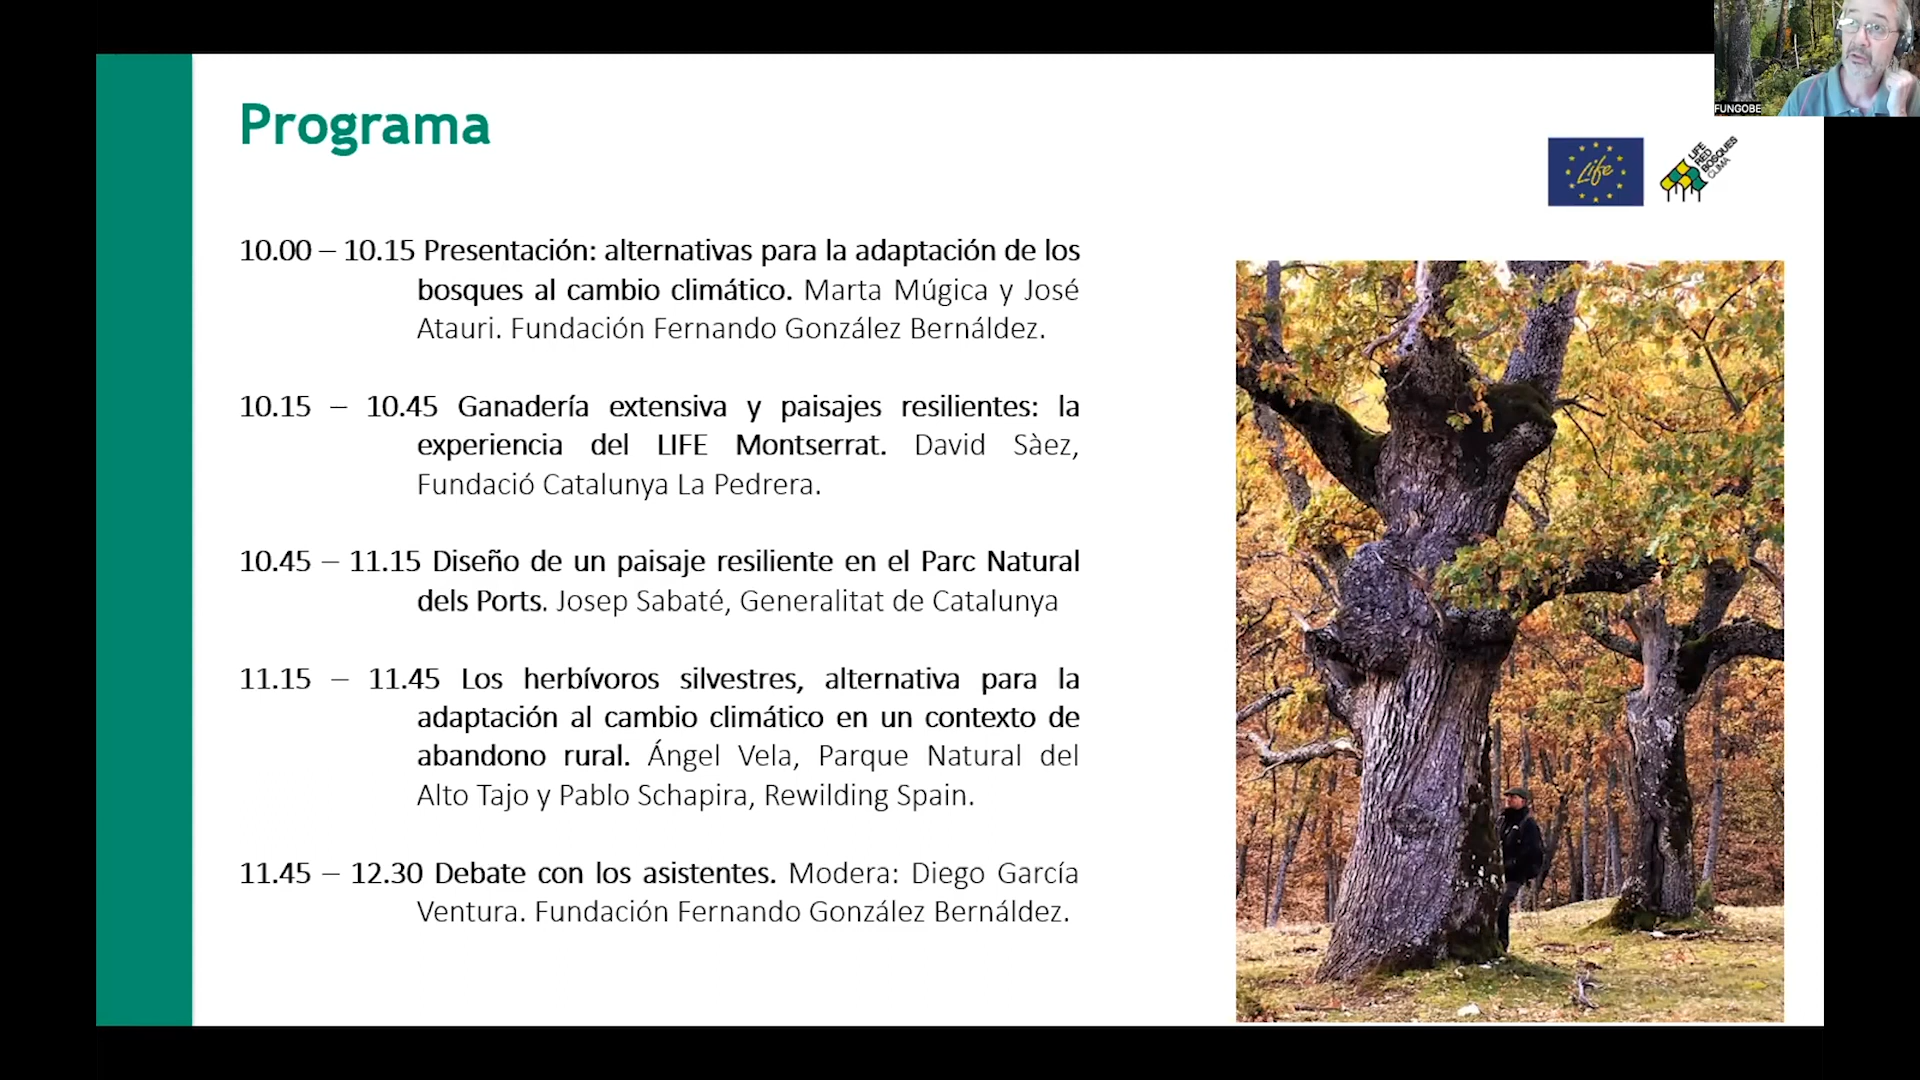 Programa
FUNGOBE
Life
LIFE
RED
BOSQUES
CLIMA
10.00 – 10.15 Presentación: alternativas para la adaptación de los
bosques al cambio climático. Marta Múgica y José
Atauri. Fundación Fernando González Bernáldez.
10.15 – 10.45 Ganadería extensiva y paisajes resilientes: la
experiencia del LIFE Montserrat. David Sàez,
Fundació Catalunya La Pedrera.
10.45 – 11.15 Diseño de un paisaje resiliente en el Parc Natural
dels Ports. Josep Sabaté, Generalitat de Catalunya
11.15 – 11.45 Los herbívoros silvestres, alternativa para la
adaptación al cambio climático en un contexto de
abandono rural. Ángel Vela, Parque Natural del
Alto Tajo y Pablo Schapira, Rewilding Spain.
11.45 – 12.30 Debate con los asistentes. Modera: Diego García
Ventura. Fundación Fernando González Bernáldez.